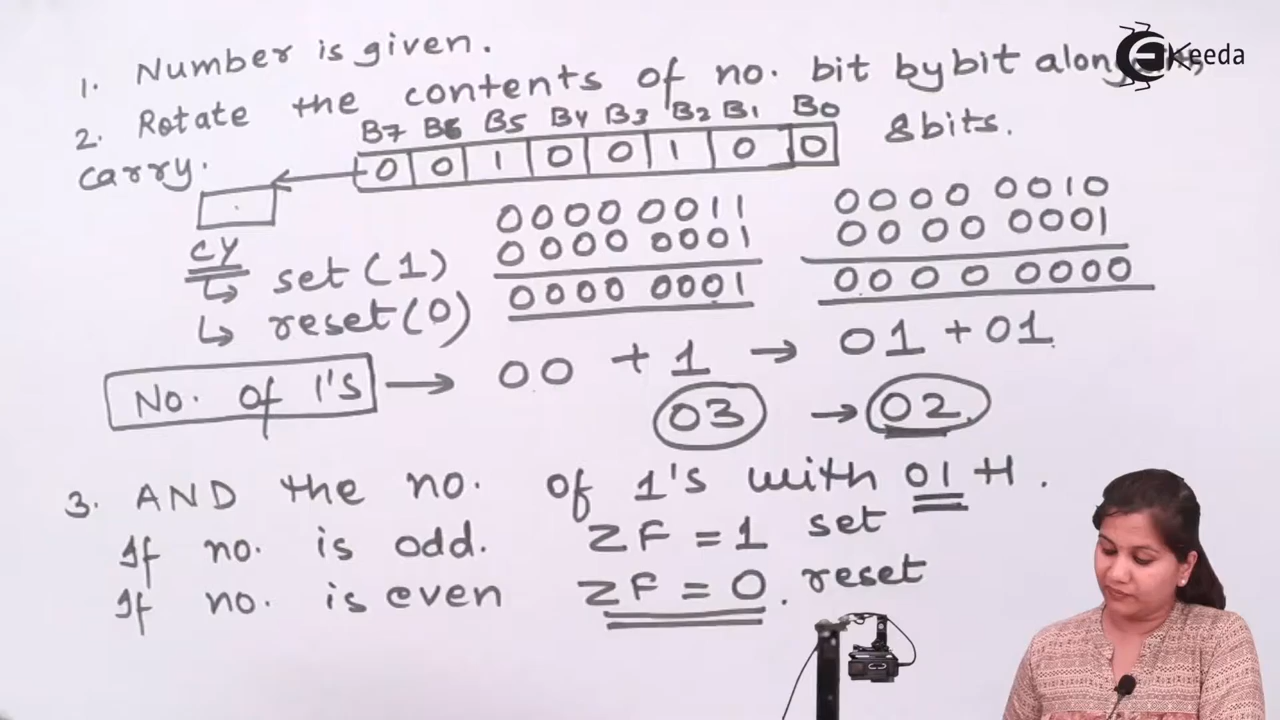 1. Number is given.
2. Rotate the contents of no. bit by bit along
carry.
B7 B6 B5 B4 B3 B2 B1 B0
0 0 1 0 0 1 0 0 8bits.
CY
set (1)
reset (0)
0000 0011
0000 0001
0000 0001
0000 0010
0000 0001
0000 0000
No. of 1's → 00 + 1 → 01 + 01
03 → 02
3. AND the no. of 1's with 01 H.
If no. is odd. ZF = 1 set
If no. is even ZF = 0. reset
Ekeeda